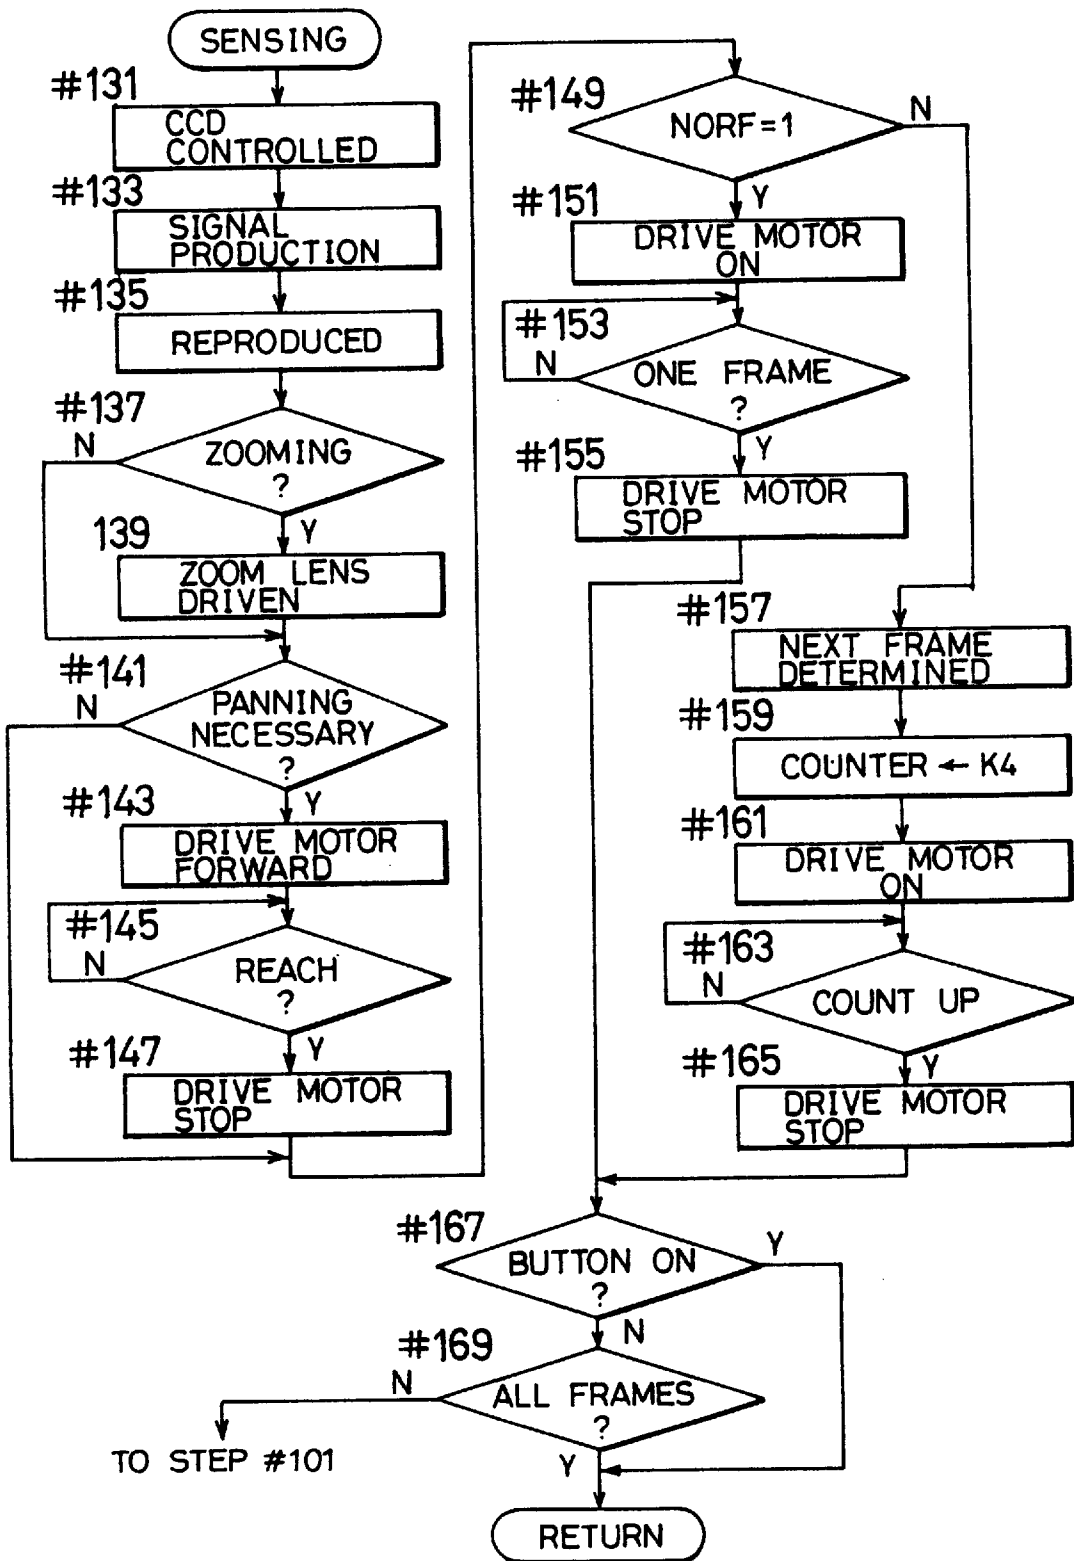 SENSING
#131
CCD
CONTROLLED
#133
SIGNAL
PRODUCTION
#135
REPRODUCED
#137
N
ZOOMING
?
Y
139
ZOOM LENS
DRIVEN
#141
N
PANNING
NECESSARY
?
Y
#143
DRIVE MOTOR
FORWARD
#145
N
REACH
?
Y
#147
DRIVE MOTOR
STOP
#149
NORF=1
N
Y
#151
DRIVE MOTOR
ON
#153
N
ONE FRAME
?
Y
#155
DRIVE MOTOR
STOP
#157
NEXT FRAME
DETERMINED
#159
COUNTER ← K4
#161
DRIVE MOTOR
ON
#163
N
COUNT UP
Y
#165
DRIVE MOTOR
STOP
#167
BUTTON ON
?
Y
N
#169
N
ALL FRAMES
?
Y
TO STEP #101
RETURN